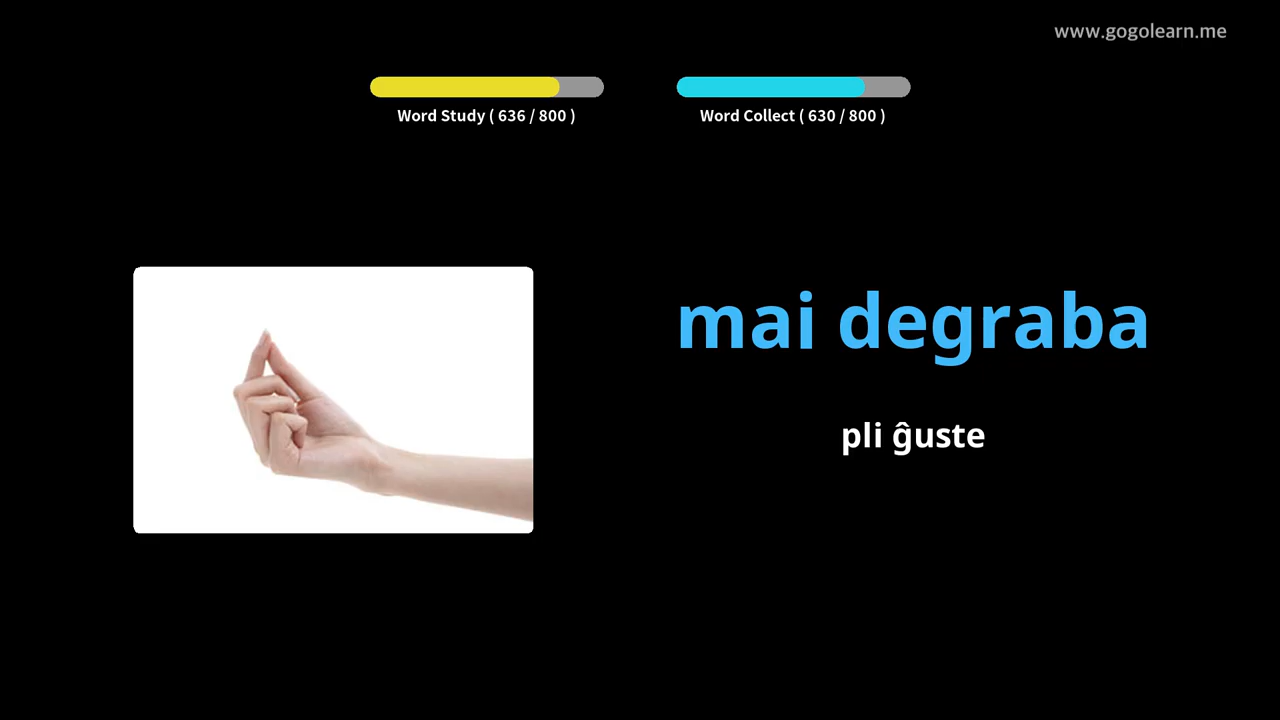 www.gogolearn.me
Word Study ( 636 / 800 )
Word Collect ( 630 / 800 )
mai degraba
pli ĝuste